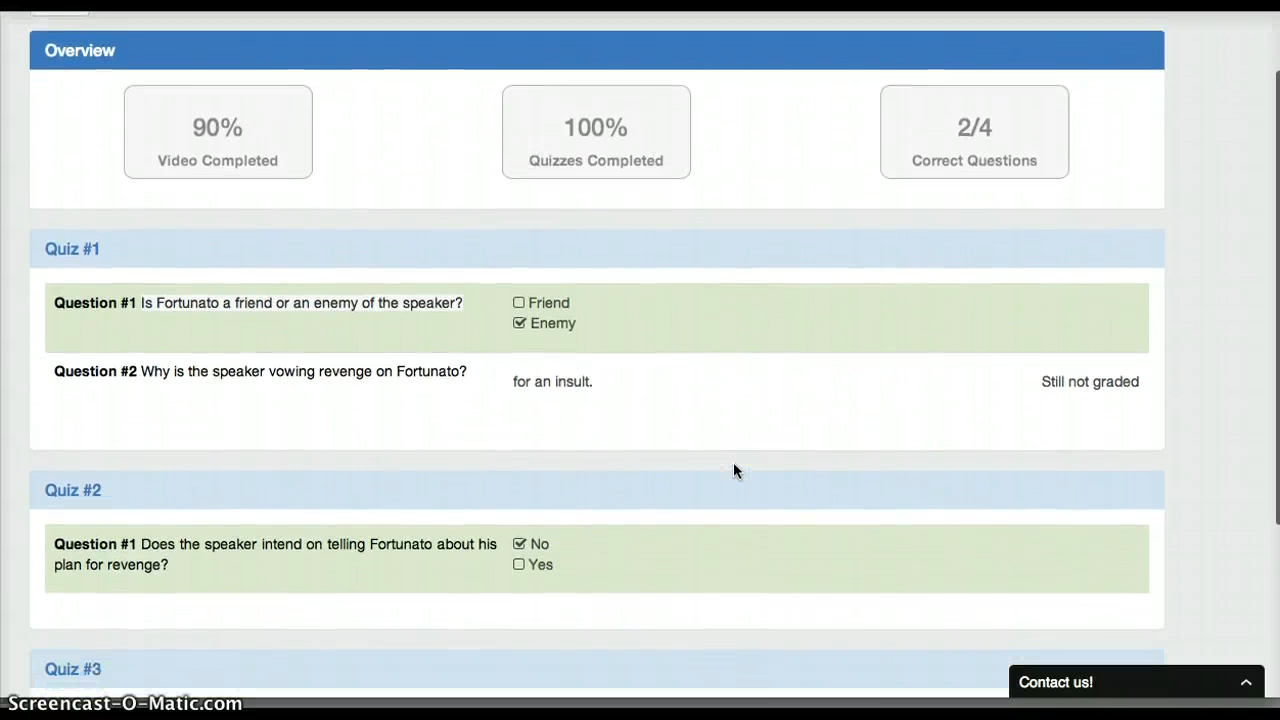 Overview
90%
Video Completed
100%
Quizzes Completed
2/4
Correct Questions
Quiz #1
Question #1 Is Fortunato a friend or an enemy of the speaker?
Friend
Enemy
Question #2 Why is the speaker vowing revenge on Fortunato?
for an insult.
Still not graded
Quiz #2
Question #1 Does the speaker intend on telling Fortunato about his
plan for revenge?
No
Yes
Quiz #3
Contact us!
Screencast-O-Matic.com